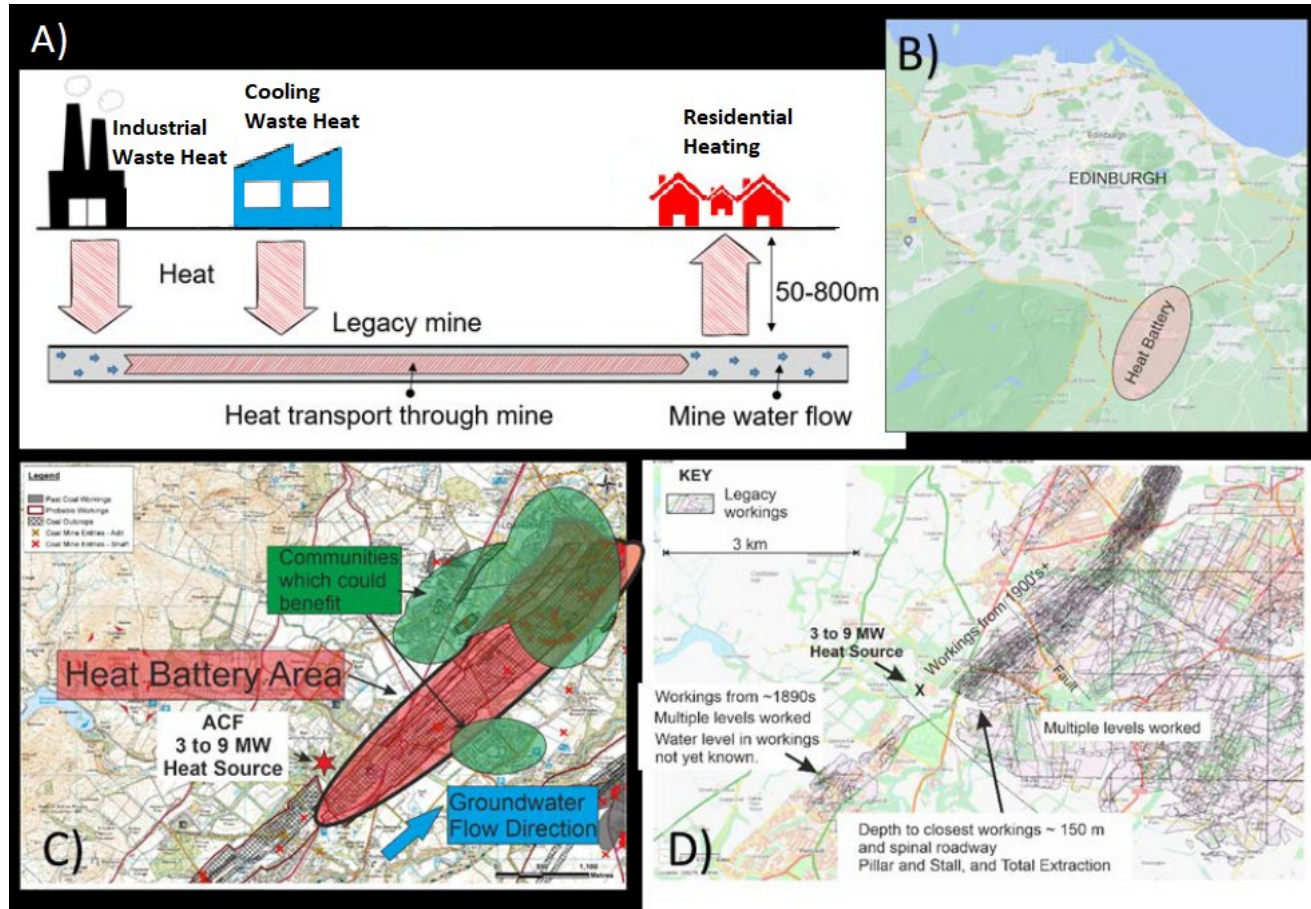 A)
Industrial
Waste Heat
Cooling
Waste Heat
Residential
Heating
Heat
50-800m
Legacy mine
Heat transport through mine
Mine water flow
B)
Edinburgh
EDINBURGH
Heat Battery
C)
Legend
Past Coal Workings
Probable Workings
Coal Outcrops
Coal Mine Entries - Adit
Coal Mine Entries - Shaft
Communities
which could
benefit
Heat Battery Area
ACF
3 to 9 MW
Heat Source
Groundwater
Flow Direction
1,100
Metres
D)
KEY
Legacy
workings
3 km
Workings from 1900's+
3 to 9 MW
Heat Source
X
Fault
Workings from ~1890s
Multiple levels worked
Water level in workings
not yet known.
Multiple levels worked
Depth to closest workings ~ 150 m
and spinal roadway
Pillar and Stall, and Total Extraction